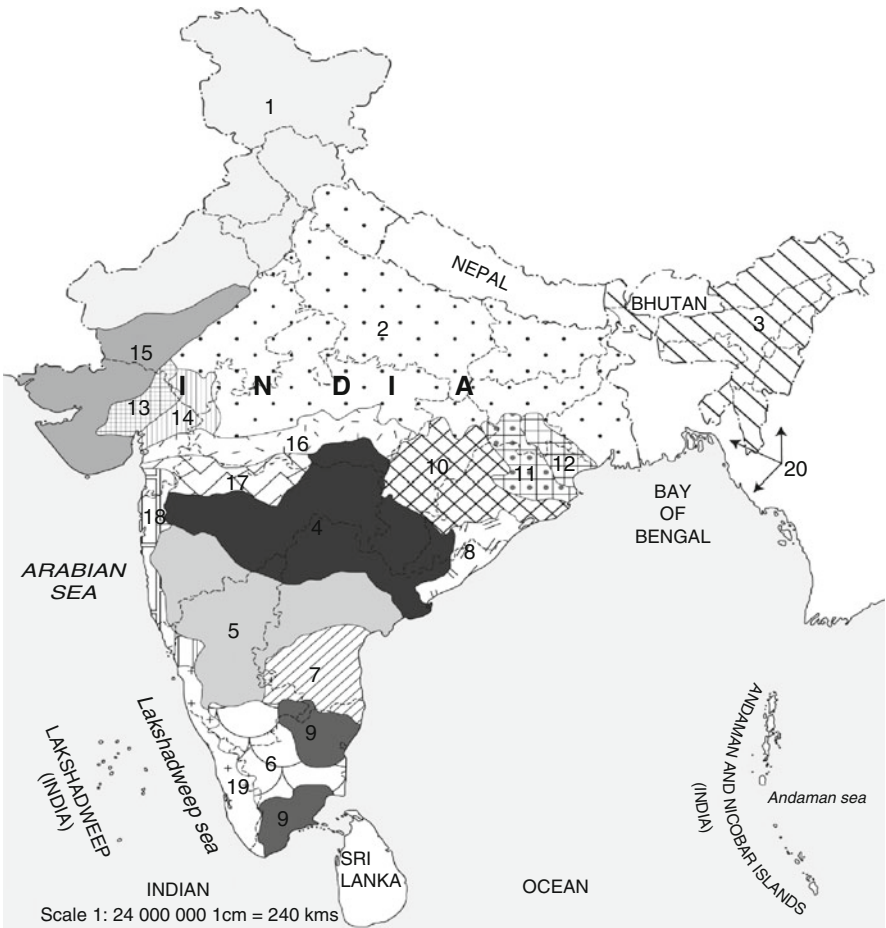 1
NEPAL
BHUTAN
3
2
15
I N D I A
13
14
16
10
11
12
20
17
18
4
8
BAY
OF
BENGAL
ARABIAN
SEA
5
7
9
6
19
9
Lakshadweep sea
LAKSHADWEEP
(INDIA)
ANDAMAN AND NICOBAR ISLANDS
(INDIA)
Andaman sea
SRI
LANKA
INDIAN
OCEAN
Scale 1: 24 000 000 1cm = 240 kms